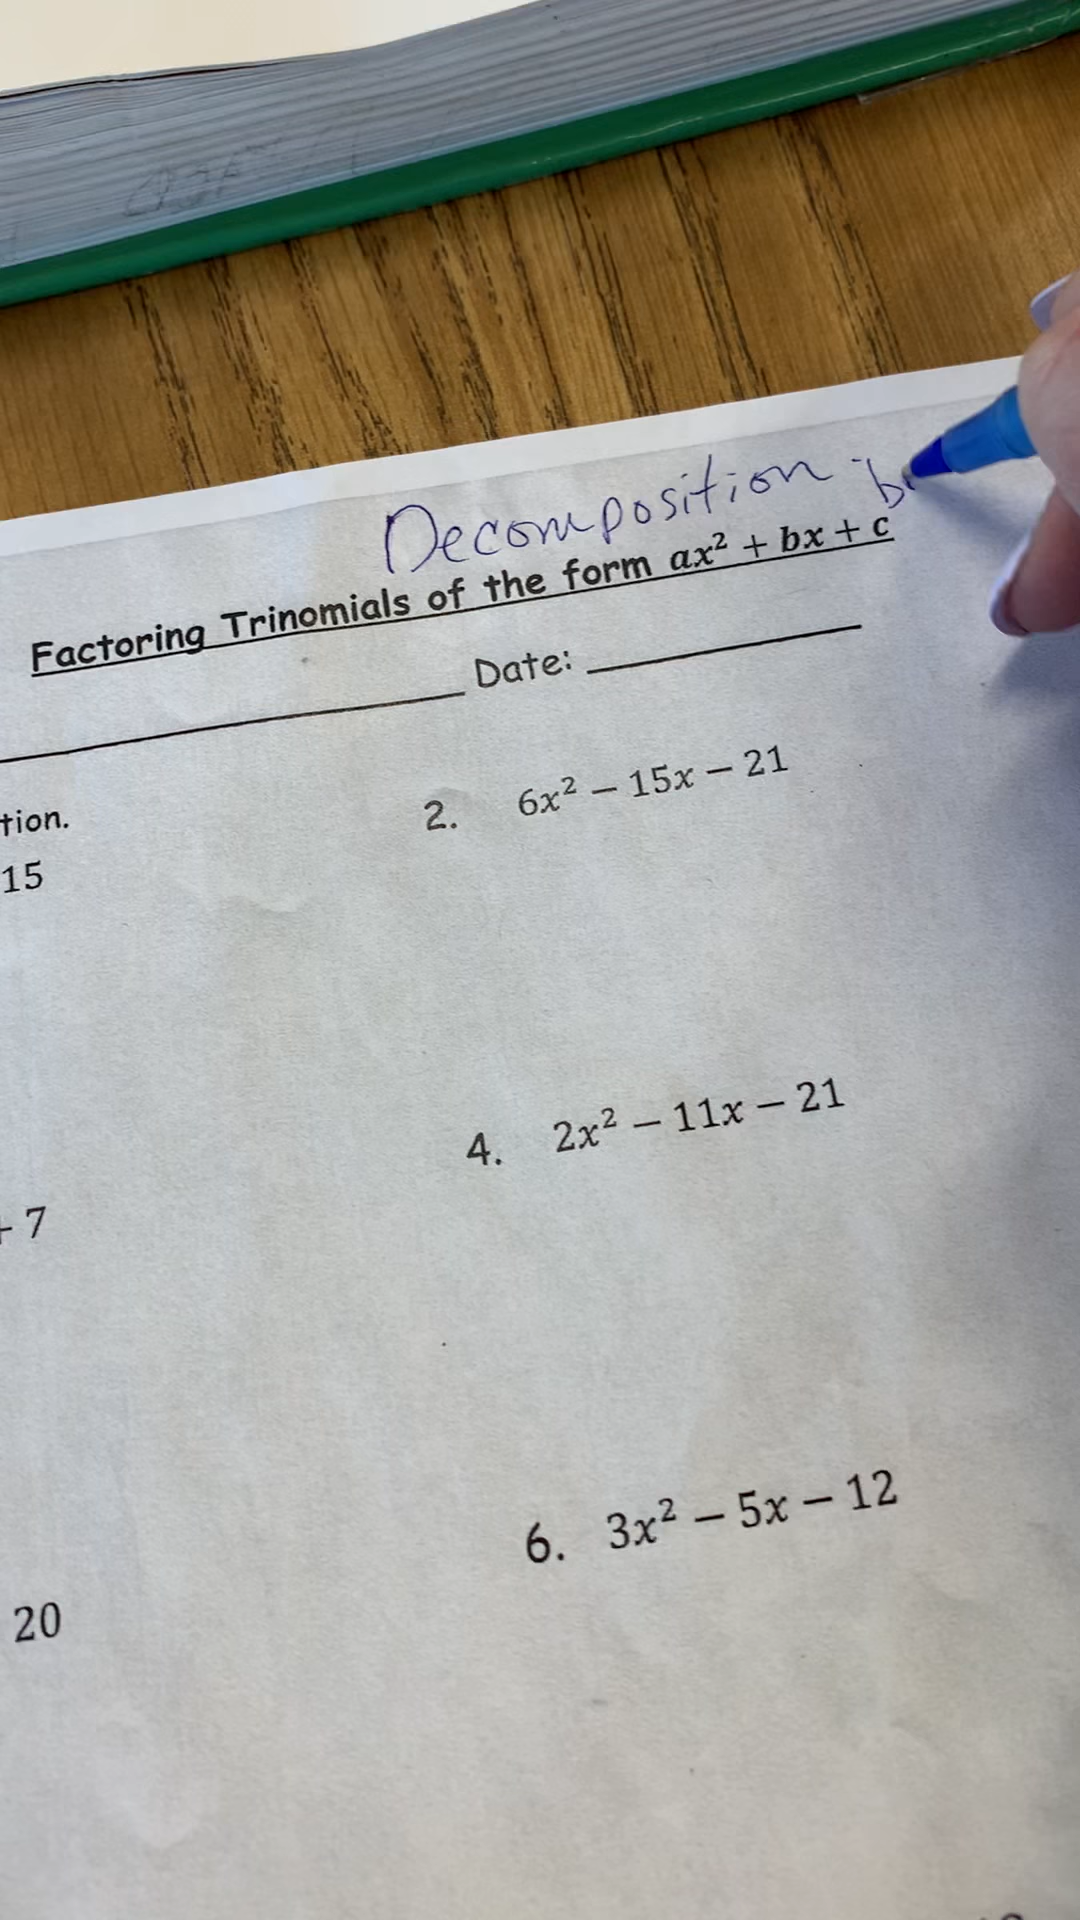 Decomposition
Factoring Trinomials of the form ax² + bx + c
Date:
tion.
2. 6x² − 15x − 21
15
4. 2x² − 11x − 21
7
6. 3x² − 5x − 12
20